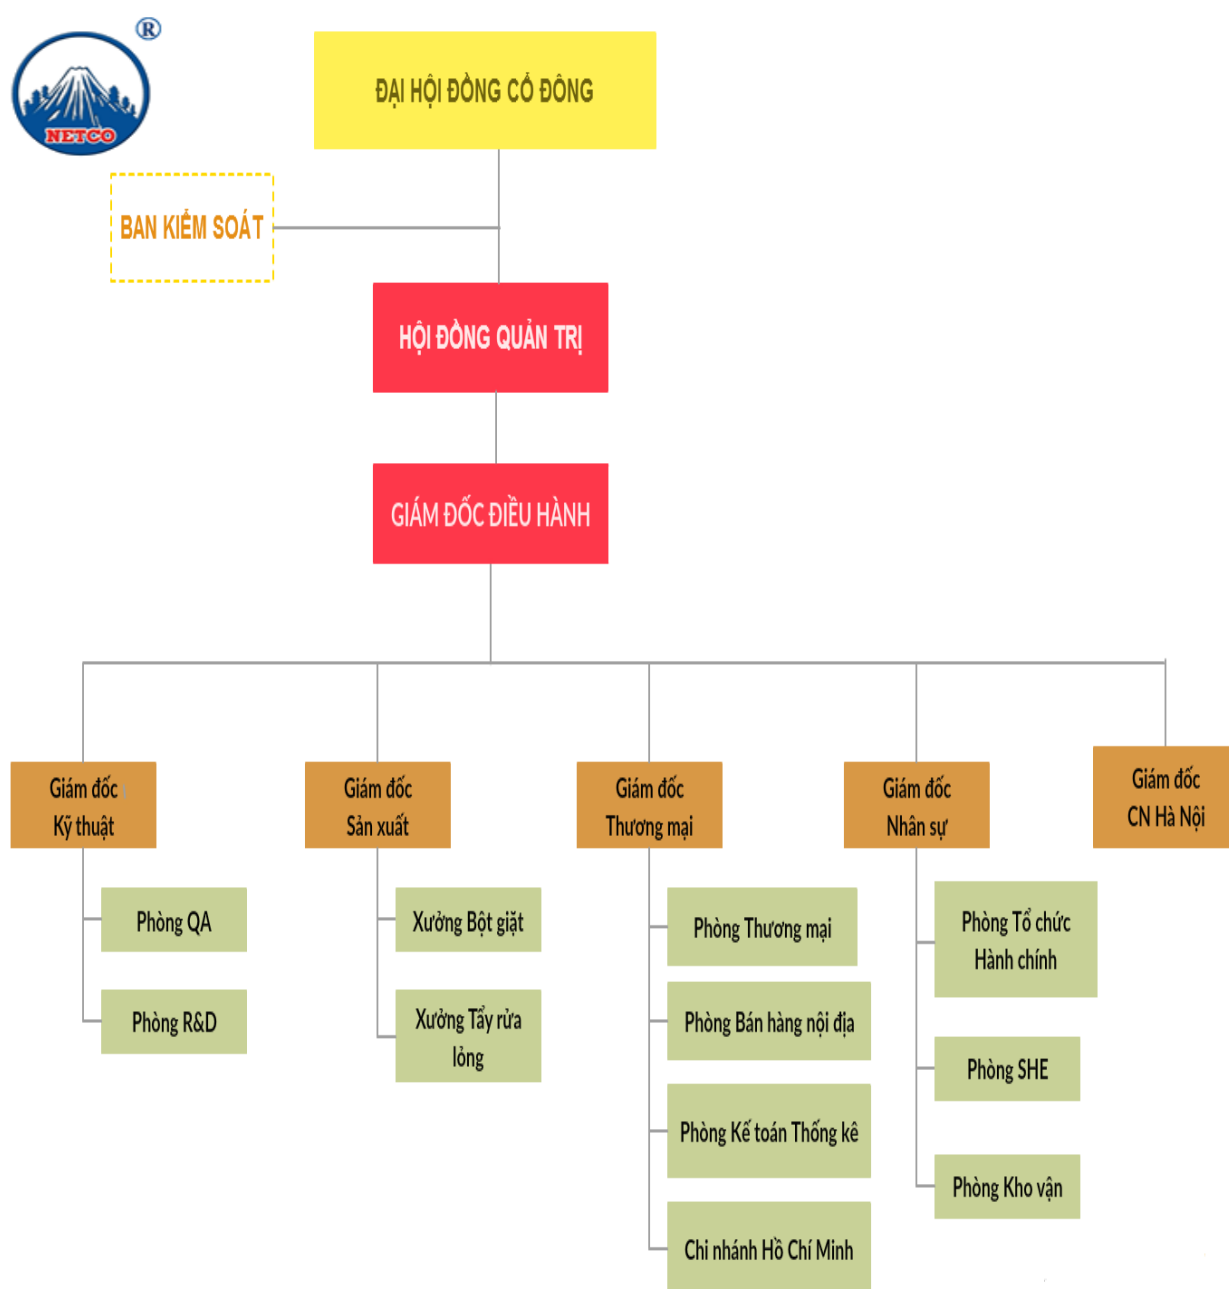 ®
NETCO
ĐẠI HỘI ĐỒNG CỔ ĐÔNG
BAN KIỂM SOÁT
HỘI ĐỒNG QUẢN TRỊ
GIÁM ĐỐC ĐIỀU HÀNH
Giám đốc
Kỹ thuật
Phòng QA
Phòng R&D
Giám đốc
Sản xuất
Xưởng Bột giặt
Xưởng Tẩy rửa
lỏng
Giám đốc
Thương mại
Phòng Thương mại
Phòng Bán hàng nội địa
Phòng Kế toán Thống kê
Chi nhánh Hồ Chí Minh
Giám đốc
Nhân sự
Phòng Tổ chức
Hành chính
Phòng SHE
Phòng Kho vận
Giám đốc
CN Hà Nội